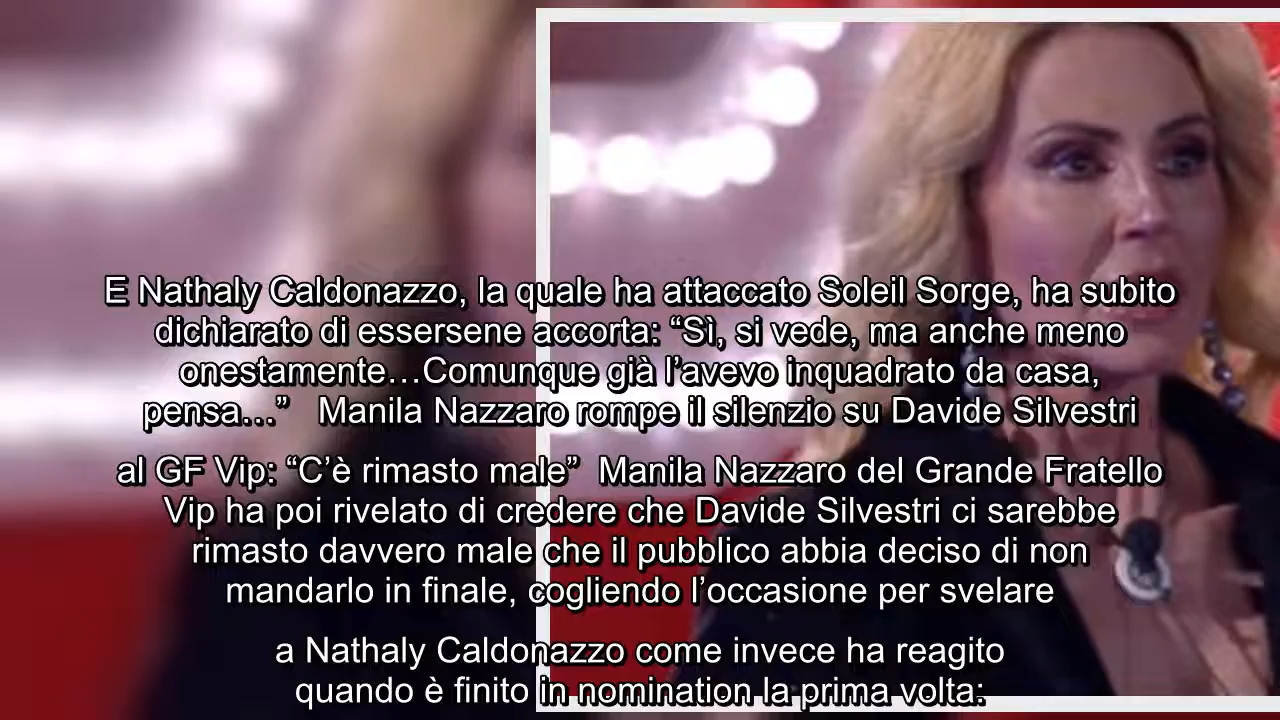 E Nathaly Caldonazzo, la quale ha attaccato Soleil Sorge, ha subito
dichiarato di essersene accorta: “Sì, si vede, ma anche meno
onestamente…Comunque già l’avevo inquadrato da casa,
pensa…”   Manila Nazzaro rompe il silenzio su Davide Silvestri
al GF Vip: “C’è rimasto male”  Manila Nazzaro del Grande Fratello
Vip ha poi rivelato di credere che Davide Silvestri ci sarebbe
rimasto davvero male che il pubblico abbia deciso di non
mandarlo in finale, cogliendo l’occasione per svelare
a Nathaly Caldonazzo come invece ha reagito
quando è finito in nomination la prima volta: